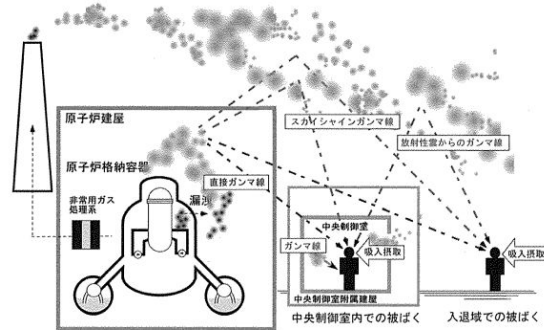 原子炉建屋
スカイシャインガンマ線
放射性雲からのガンマ線
原子炉格納容器
直接ガンマ線
漏洩
非常用ガス
処理系
中央制御室
ガンマ線
吸入摂取
吸入摂取
中央制御室附属建屋
中央制御室内での被ばく
入退域での被ばく